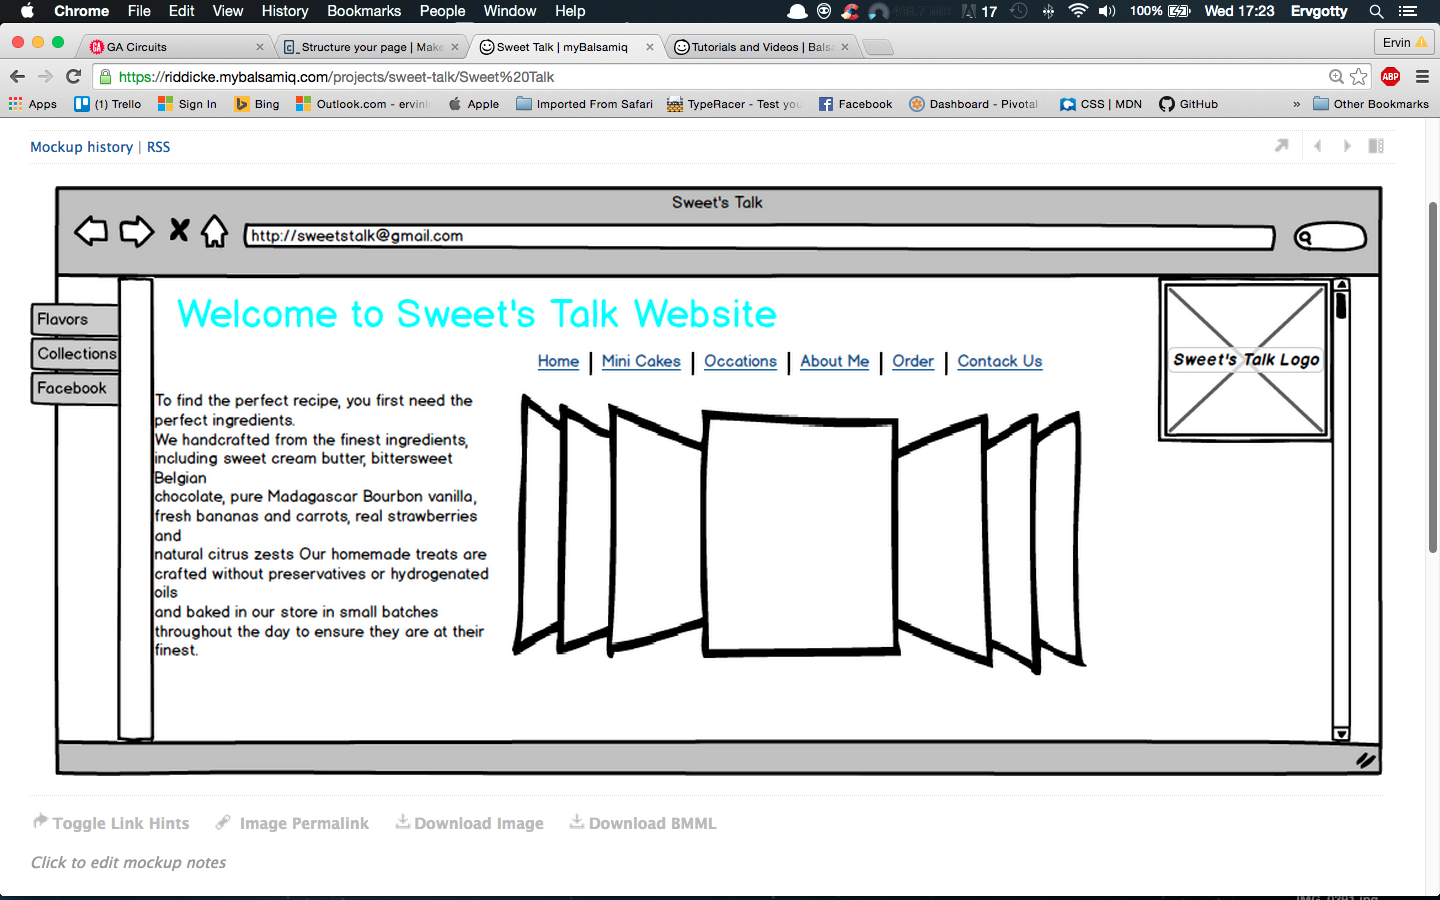 Chrome File Edit View History Bookmarks People Window Help 17 100% Wed 17:23 Ervgotty
GA Circuits Structure your page | Make Sweet Talk | myBalsamiq Tutorials and Videos | Bals Ervin
https://riddicke.mybalsamiq.com/projects/sweet-talk/Sweet%20Talk ABP
Apps (1) Trello Sign In Bing Outlook.com - ervinl Apple Imported From Safari TypeRacer - Test you Facebook Dashboard - Pivotal CSS | MDN GitHub » Other Bookmarks
Mockup history | RSS
Sweet's Talk
http://sweetstalk@gmail.com
Welcome to Sweet's Talk Website
Flavors
Collections
Facebook
Home | Mini Cakes | Occations | About Me | Order | Contack Us
Sweet's Talk Logo
To find the perfect recipe, you first need the
perfect ingredients.
We handcrafted from the finest ingredients,
including sweet cream butter, bittersweet
Belgian
chocolate, pure Madagascar Bourbon vanilla,
fresh bananas and carrots, real strawberries
and
natural citrus zests Our homemade treats are
crafted without preservatives or hydrogenated
oils
and baked in our store in small batches
throughout the day to ensure they are at their
finest.
Toggle Link Hints Image Permalink Download Image Download BMML
Click to edit mockup notes